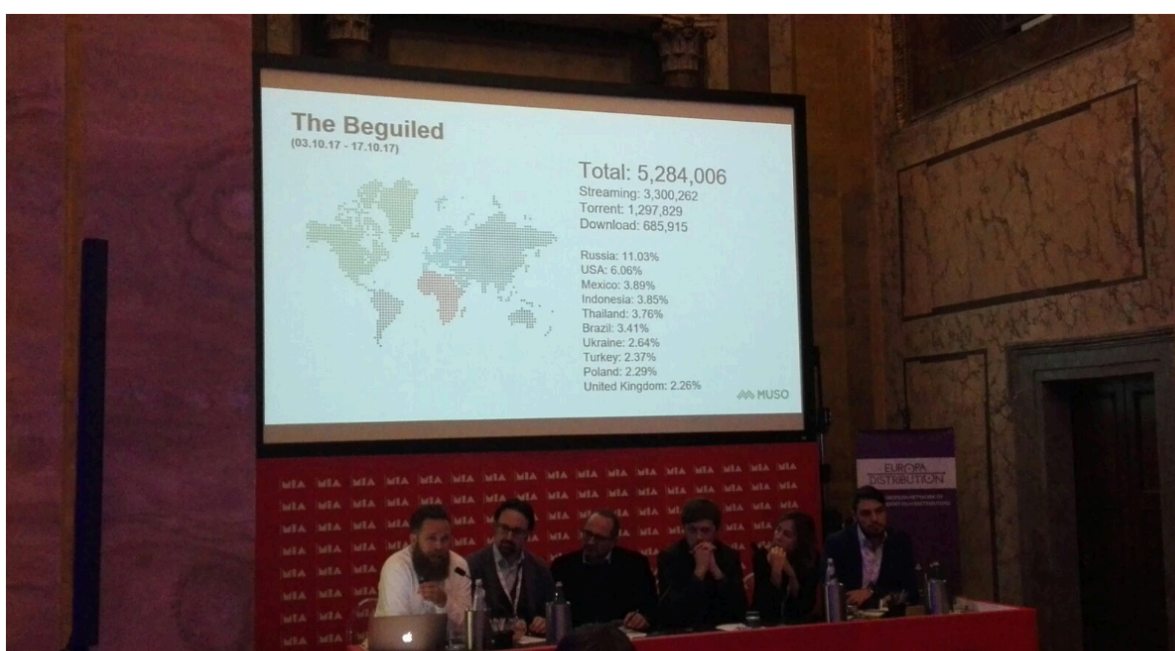 The Beguiled
(03.10.17 - 17.10.17)
Total: 5,284,006
Streaming: 3,300,262
Torrent: 1,297,829
Download: 685,915
Russia: 11.03%
USA: 6.06%
Mexico: 3.89%
Indonesia: 3.85%
Thailand: 3.76%
Brazil: 3.41%
Ukraine: 2.64%
Turkey: 2.37%
Poland: 2.29%
United Kingdom: 2.26%
MUSO
EUROPA
DISTRIBUTION
EUROPEAN NETWORK OF
MIA MIA MIA MIA MIA MIA MIA MIA MIA MIA MIA MIA MIA MIA MIA